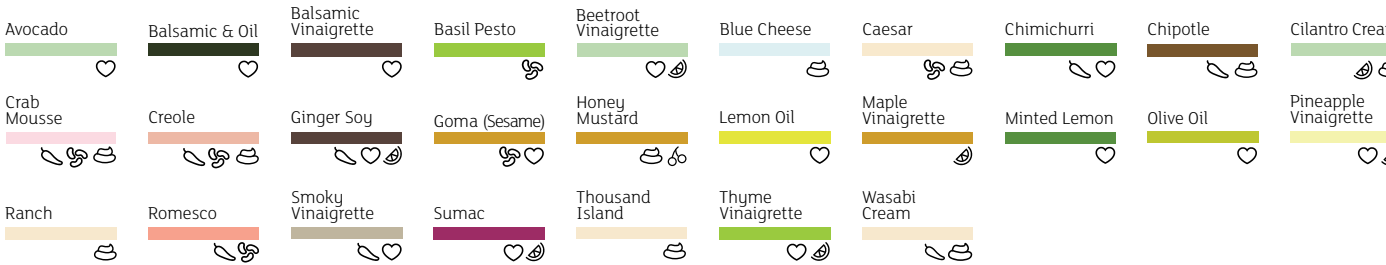 Avocado
Balsamic & Oil
Balsamic
Vinaigrette
Basil Pesto
Beetroot
Vinaigrette
Blue Cheese
Caesar
Chimichurri
Chipotle
Cilantro
Crab
Mousse
Creole
Ginger Soy
Goma (Sesame)
Honey
Mustard
Lemon Oil
Maple
Vinaigrette
Minted Lemon
Olive Oil
Pineapple
Vinaigrette
Ranch
Romesco
Smoky
Vinaigrette
Sumac
Thousand
Island
Thyme
Vinaigrette
Wasabi
Cream